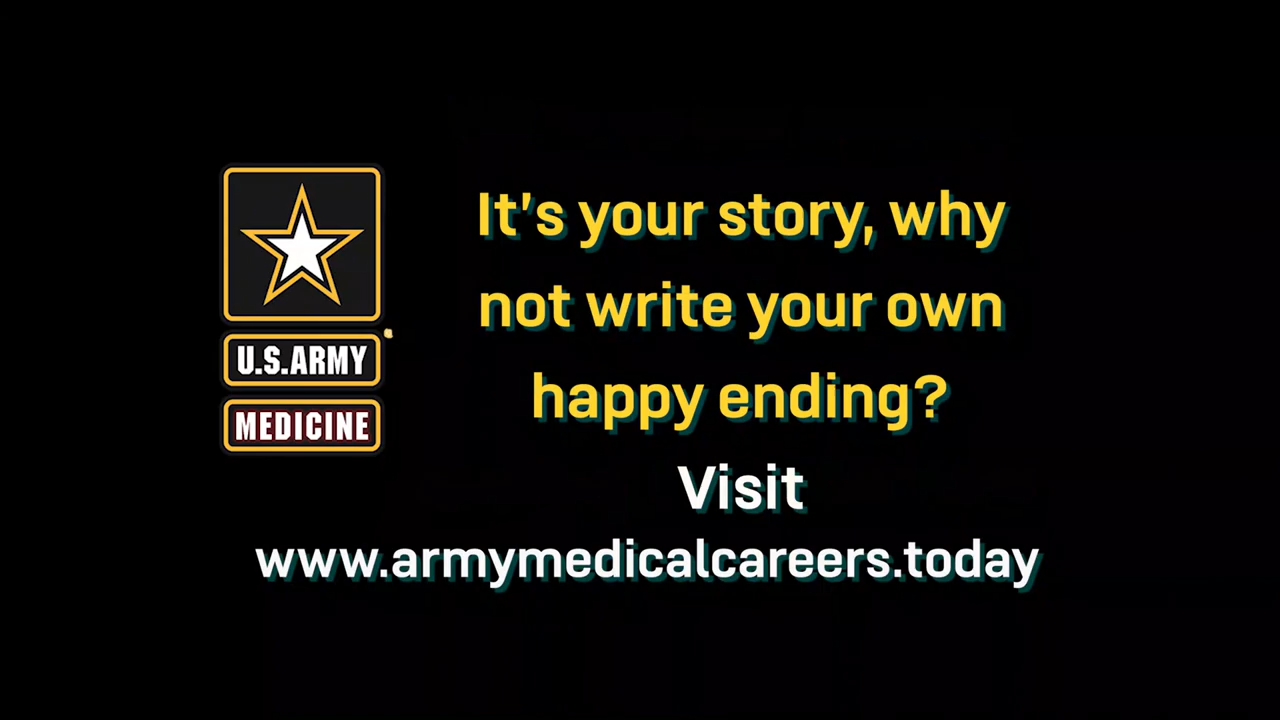 U.S.ARMY
MEDICINE
It's your story, why
not write your own
happy ending?
Visit
www.armymedicalcareers.today